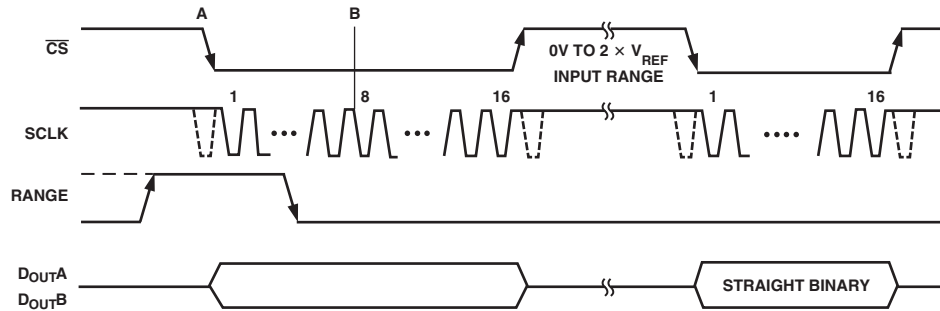 A
B
CS
0V TO 2 × VREF
INPUT RANGE
1
8
16
1
16
SCLK
RANGE
DOUTA
DOUTB
STRAIGHT BINARY